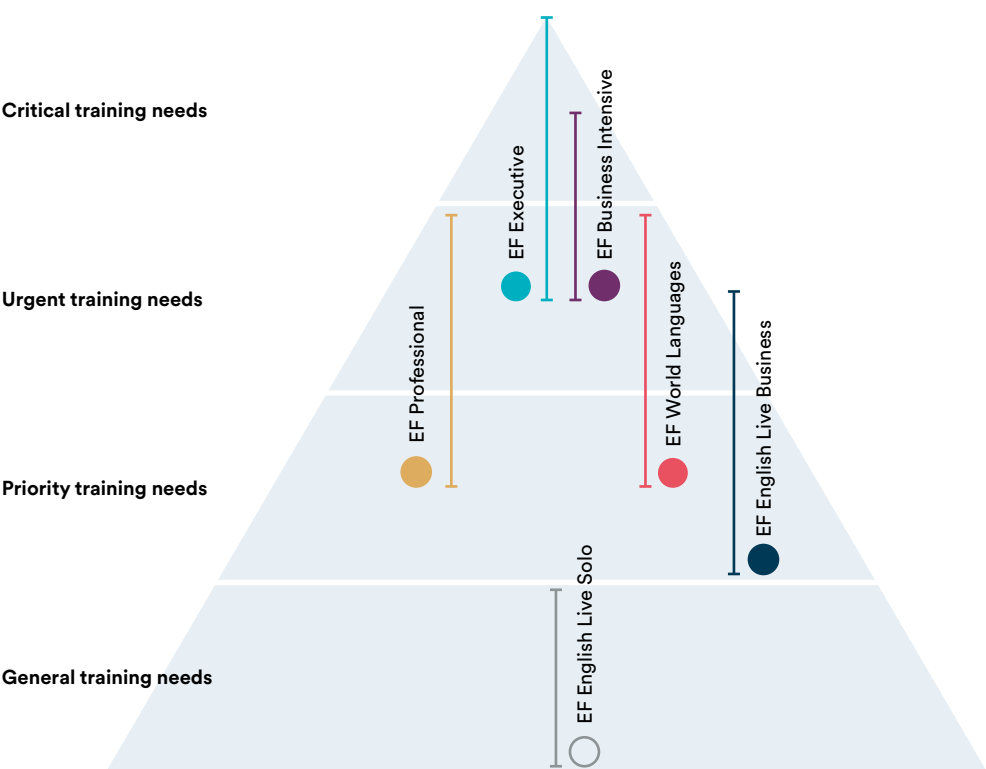 Critical training needs
EF Executive
EF Business Intensive
Urgent training needs
EF Professional
EF World Languages
EF English Live Business
Priority training needs
EF English Live Solo
General training needs